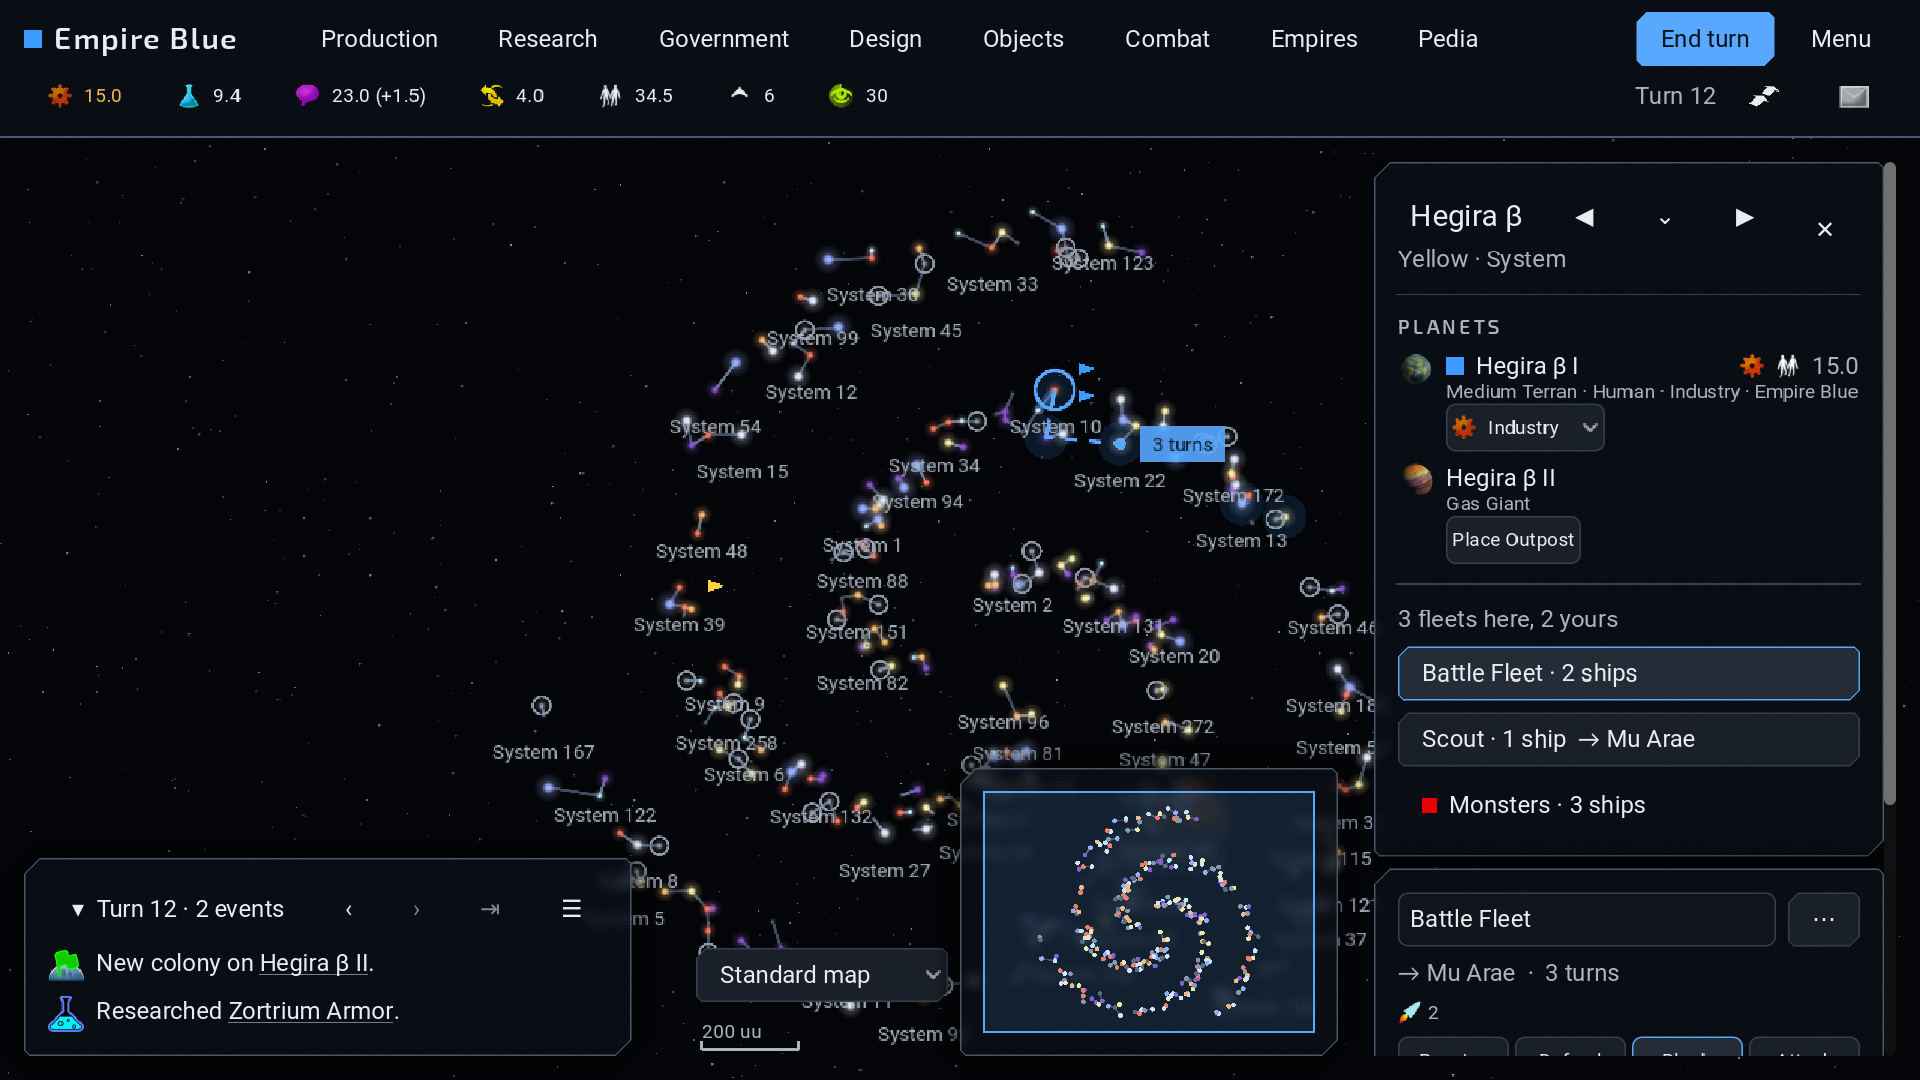 Empire Blue
Production
Research
Government
Design
Objects
Combat
Empires
Pedia
End turn
Menu
15.0
9.4
23.0 (+1.5)
4.0
34.5
6
30
Turn 12
Hegira β
Yellow · System
PLANETS
Hegira β I
15.0
Medium Terran · Human · Industry · Empire Blue
Industry
Hegira β II
Gas Giant
Place Outpost
3 fleets here, 2 yours
Battle Fleet · 2 ships
Scout · 1 ship → Mu Arae
Monsters · 3 ships
Battle Fleet
...
→ Mu Arae · 3 turns
2
System 123
System 33
System 45
System 99
System 12
System 54
System 15
System 10
3 turns
System 34
System 22
System 94
System 172
System 13
System 48
System 1
System 88
System 2
System 39
System 151
System 131
System 46
System 20
System 82
System 9
System 18
System 96
System 258
System 167
System 81
System 47
System 6
System 122
System 132
System 27
115
37
Turn 12 · 2 events
New colony on Hegira β II.
Researched Zortrium Armor.
Standard map
200 uu